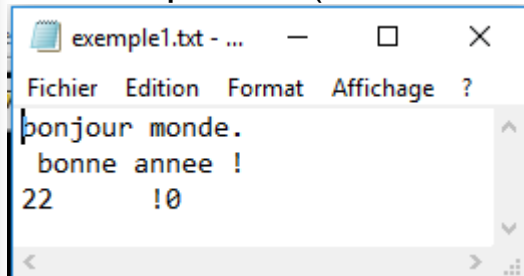 exemple1.txt - ...
Fichier Edition Format Affichage ?
bonjour monde.
 bonne annee !
22      !0